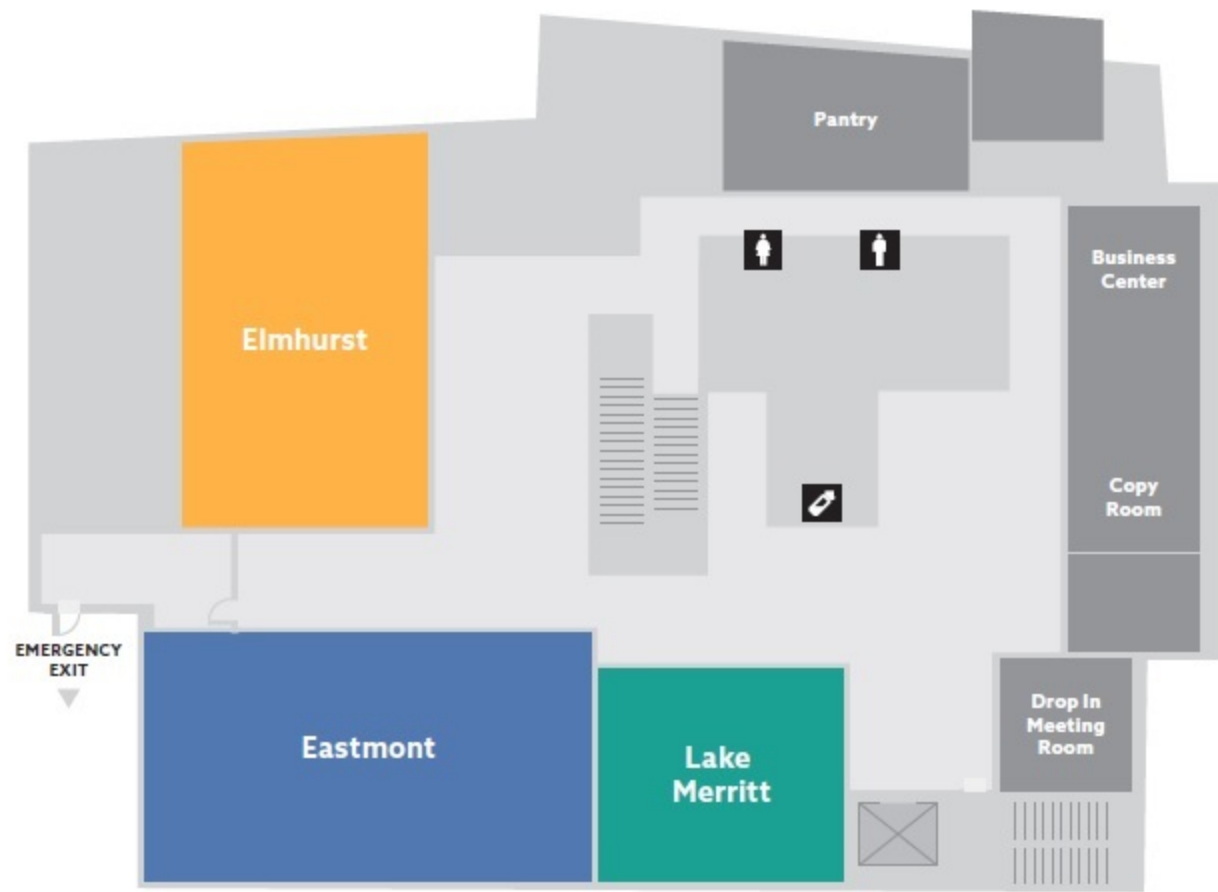 Pantry
Business
Center
Elmhurst
Copy
Room
EMERGENCY
EXIT
Eastmont
Lake
Merritt
Drop In
Meeting
Room